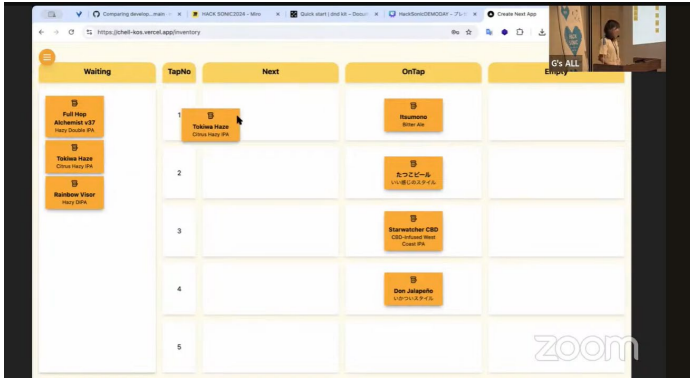 Comparing develop...main
HACK SONIC2024 – Miro
Quick start | dnd kit – Docum
HackSonicDEMODAY – プレ
Create Next App
https://chell-kos.vercel.app/inventory
G's ALL
Waiting
TapNo
Next
OnTap
Empty
Full Hop
Alchemist v37
Hazy Double IPA
Tokiwa Haze
Citrus Hazy IPA
Rainbow Visor
Hazy DIPA
1
Tokiwa Haze
Citrus Hazy IPA
Itsumono
Bitter Ale
2
たつこビール
いい感じのスタイル
3
Starwatcher CBD
CBD-Infused West
Coast IPA
4
Don Jalapeño
いかついスタイル
5
zoom